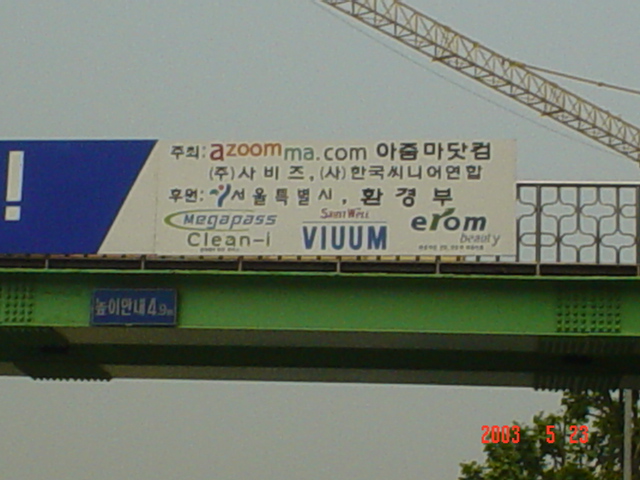 !
주최: azoomma.com 아줌마닷컴
(주)사비즈, (사)한국씨니어연합
후원: 서울특별시, 환경부
Megapass SaintWell erom
Clean-i VIUUM beauty
높이안내 4.9m
2003 5 23